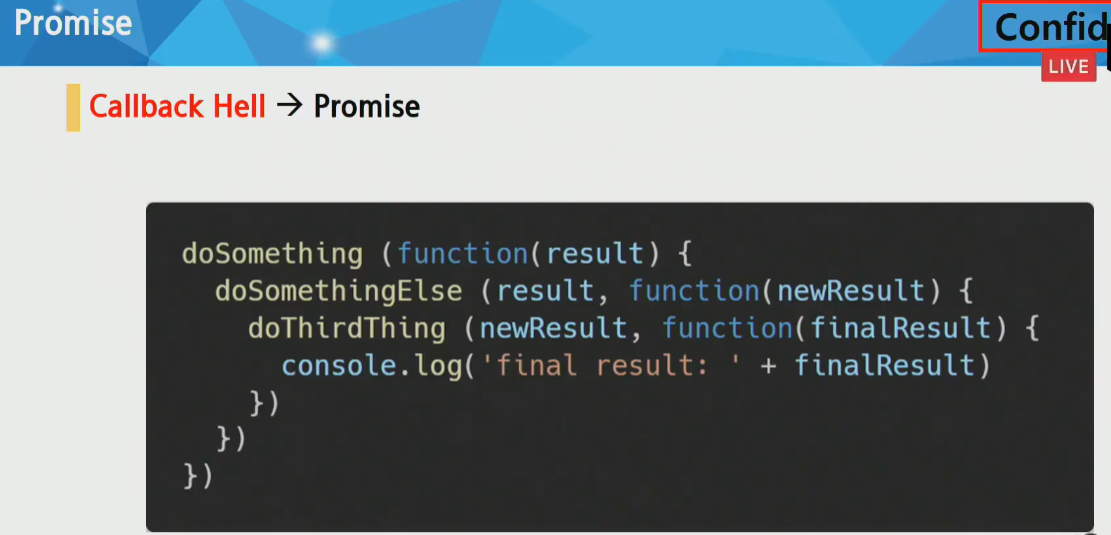 Promise
Confid
LIVE
Callback Hell → Promise
doSomething (function(result) {
  doSomethingElse (result, function(newResult) {
    doThirdThing (newResult, function(finalResult) {
      console.log('final result: ' + finalResult)
    })
  })
})